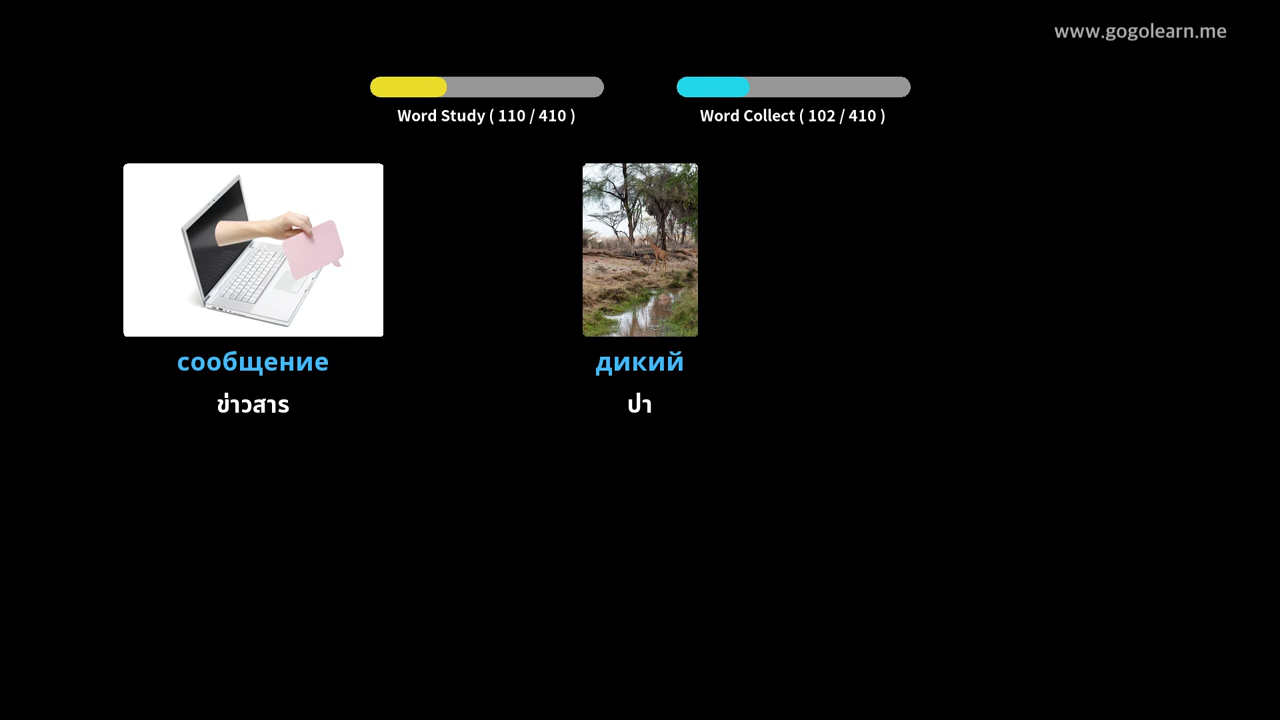 www.gogolearn.me
Word Study ( 110 / 410 )
Word Collect ( 102 / 410 )
сообщение
дикий
ข่าวสาร
ป่า